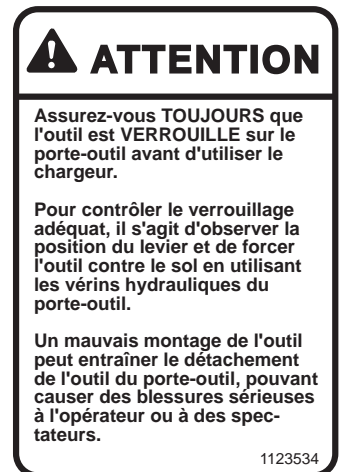 ATTENTION
Assurez-vous TOUJOURS que
l'outil est VERROUILLE sur le
porte-outil avant d'utiliser le
chargeur.
Pour contrôler le verrouillage
adéquat, il s'agit d'observer la
position du levier et de forcer
l'outil contre le sol en utilisant
les vérins hydrauliques du
porte-outil.
Un mauvais montage de l'outil
peut entraîner le détachement
de l'outil du porte-outil, pouvant
causer des blessures sérieuses
à l'opérateur ou à des spec-
tateurs.
1123534